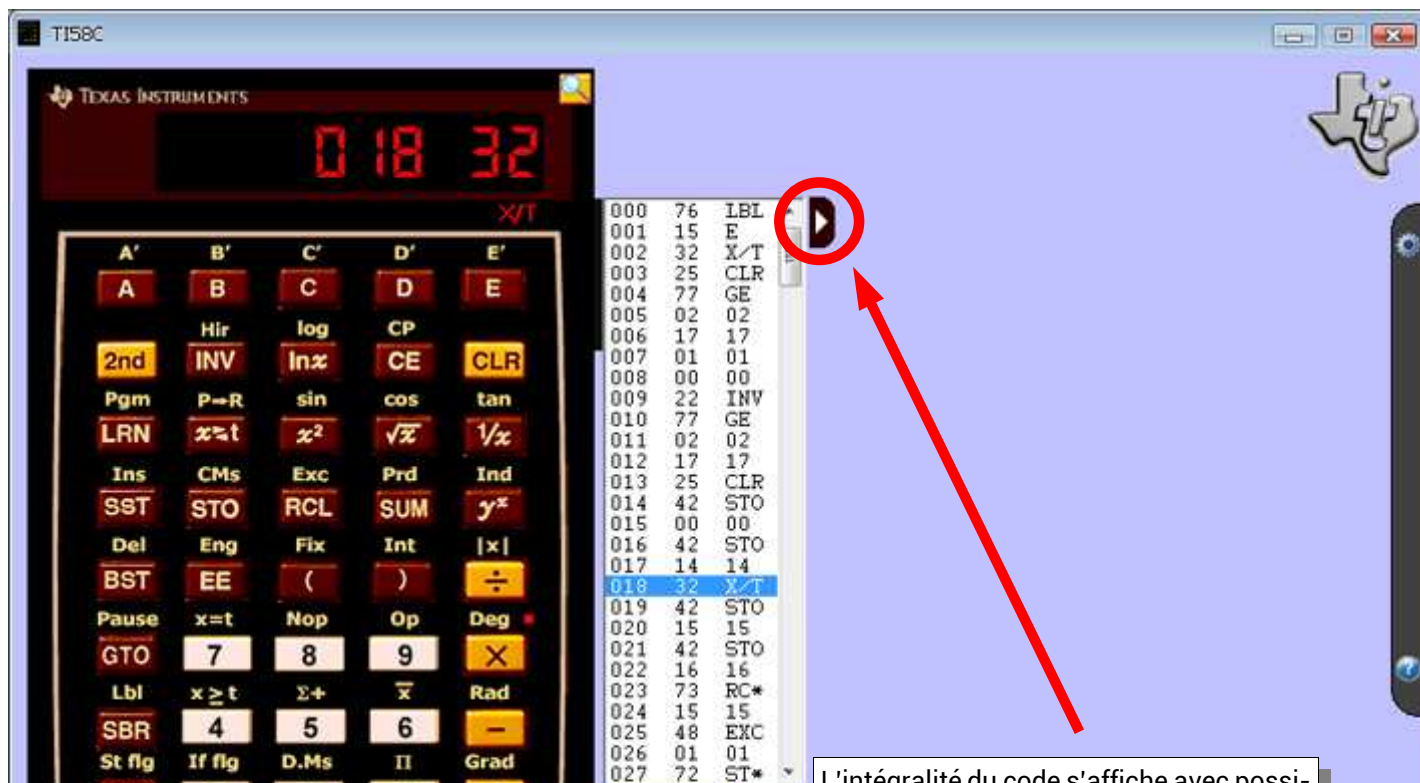 TI58C
TEXAS INSTRUMENTS
018 32
X/T
A' B' C' D' E'
A B C D E
Hir log CP
2nd INV lnx CE CLR
Pgm P→R sin cos tan
LRN x≷t x² √x 1/x
Ins CMs Exc Prd Ind
SST STO RCL SUM yˣ
Del Eng Fix Int |x|
BST EE ( ) ÷
Pause x=t Nop Op Deg
GTO 7 8 9 ×
Lbl x≥t Σ+ x̄ Rad
SBR 4 5 6 −
St flg If flg D.Ms π Grad
000 76 LBL
001 15 E
002 32 X/T
003 25 CLR
004 77 GE
005 02 02
006 17 17
007 01 01
008 00 00
009 22 INV
010 77 GE
011 02 02
012 17 17
013 25 CLR
014 42 STO
015 00 00
016 42 STO
017 14 14
018 32 X/T
019 42 STO
020 15 15
021 42 STO
022 16 16
023 73 RC*
024 15 15
025 48 EXC
026 01 01
027 72 ST*
L'intégralité du code s'affiche avec possi-